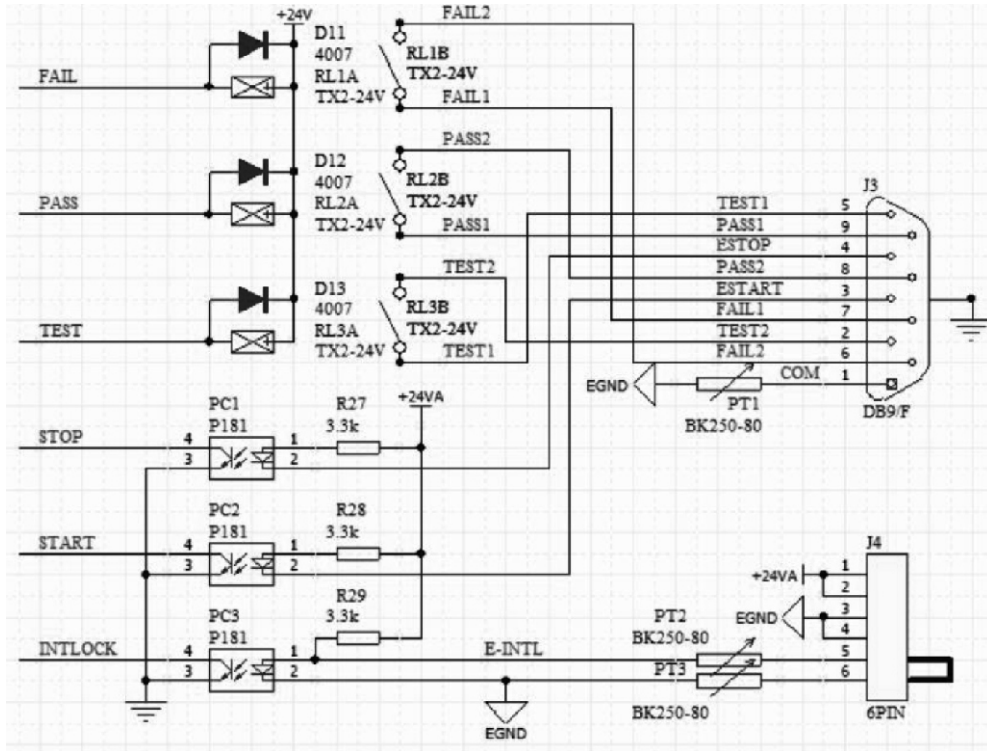 +24V
D11
4007
RL1A
TX2-24V
FAIL
FAIL2
RL1B
TX2-24V
FAIL1
D12
4007
RL2A
TX2-24V
PASS
PASS2
RL2B
TX2-24V
PASS1
D13
4007
RL3A
TX2-24V
TEST
TEST2
RL3B
TX2-24V
TEST1
J3
TEST1 5
PASS1 9
ESTOP 4
PASS2 8
ESTART 3
FAIL1 7
TEST2 2
FAIL2 6
COM 1
DB9/F
EGND
PT1
BK250-80
+24VA
PC1
P181
R27
3.3k
STOP 4 1
3 2
PC2
P181
R28
3.3k
START 4 1
3 2
PC3
P181
R29
3.3k
INTLOCK 4 1
3 2
E-INTL
EGND
J4
+24VA 1
2
EGND 3
4
5
6
6PIN
PT2
BK250-80
PT3
BK250-80